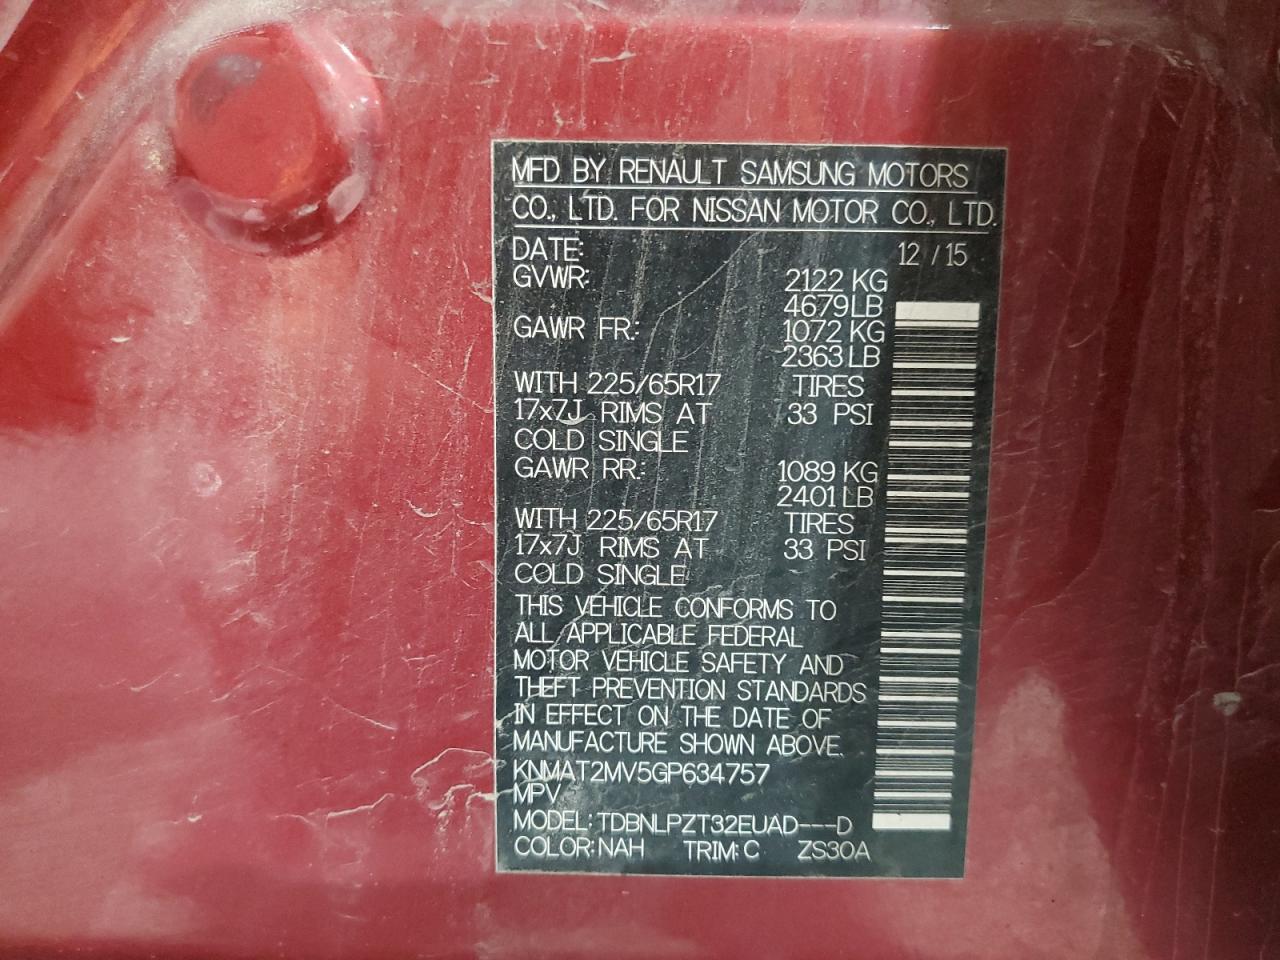 MFD BY RENAULT SAMSUNG MOTORS
CO., LTD. FOR NISSAN MOTOR CO., LTD.
DATE: 12 / 15
GVWR: 2122 KG
4679 LB
GAWR FR.: 1072 KG
2363 LB
WITH 225/65R17 TIRES
17x7J RIMS AT 33 PSI
COLD SINGLE
GAWR RR.: 1089 KG
2401 LB
WITH 225/65R17 TIRES
17x7J RIMS AT 33 PSI
COLD SINGLE
THIS VEHICLE CONFORMS TO
ALL APPLICABLE FEDERAL
MOTOR VEHICLE SAFETY AND
THEFT PREVENTION STANDARDS
IN EFFECT ON THE DATE OF
MANUFACTURE SHOWN ABOVE.
KNMAT2MV5GP634757
MPV
MODEL: TDBNLPZT32EUAD---D
COLOR: NAH TRIM: C ZS30A